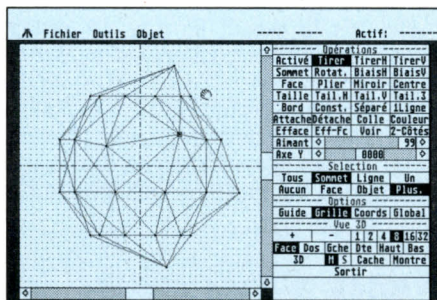 Fichier Outils Objet Actif:
Opérations
Activé Tirer TirerH TirerV
Sommet Rotat. BiaisH BiaisV
Face Plier Miroir Centre
Taille Tail.H Tail.V Tail.I
Bord Const. Séparé 1Ligne
Attache Détache Colle Couleur
Efface Eff-Fc Voir 2-Côtés
Aimant 99
Axe Y 0000
Selection
Tous Sommet Ligne Un
Aucun Face Objet Plus.
Options
Guide Grille Coords Global
Vue 3D
+ - 1 2 4 8 16 32
Face Dos Gche Dte Haut Bas
3D M S Cache Montre
Sortir